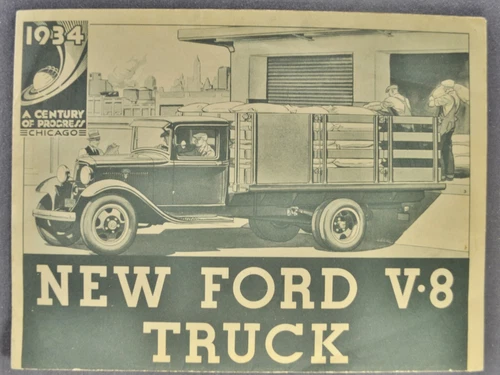 1934
A CENTURY
OF PROGRESS
CHICAGO
NEW FORD V·8
TRUCK